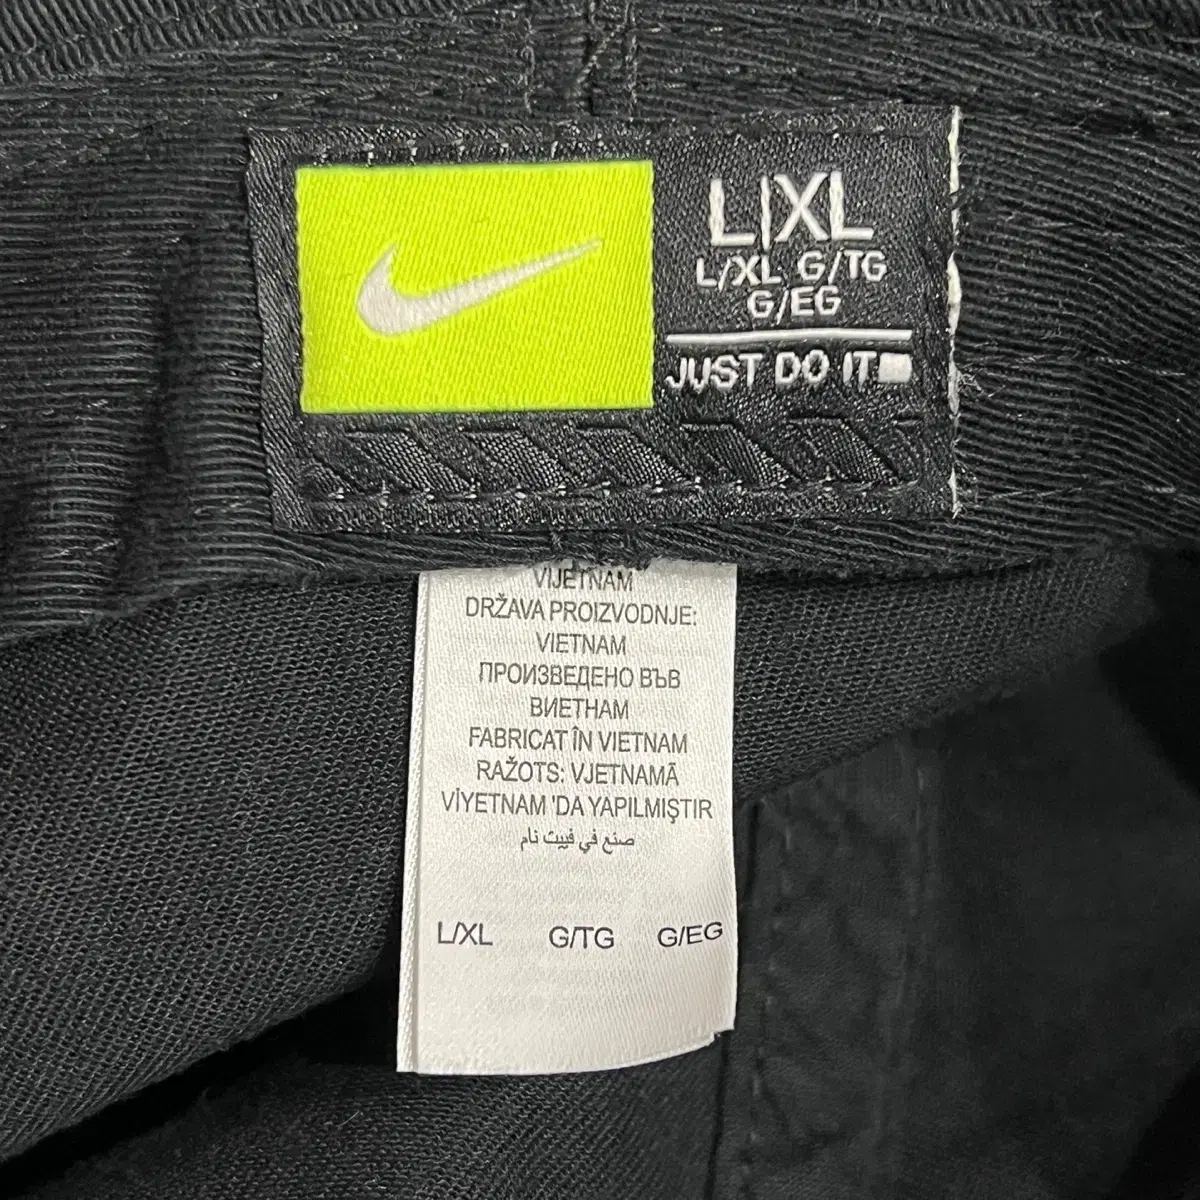 L|XL
L/XL G/TG
G/EG
JUST DO IT
VIJETNAM
DRŽAVA PROIZVODNJE:
VIETNAM
ПРОИЗВЕДЕНО ВЪВ
ВИЕТНАМ
FABRICAT ÎN VIETNAM
RAŽOTS: VJETNAMĀ
VİYETNAM 'DA YAPILMIŞTIR
صنع في فييت نام
L/XL G/TG G/EG